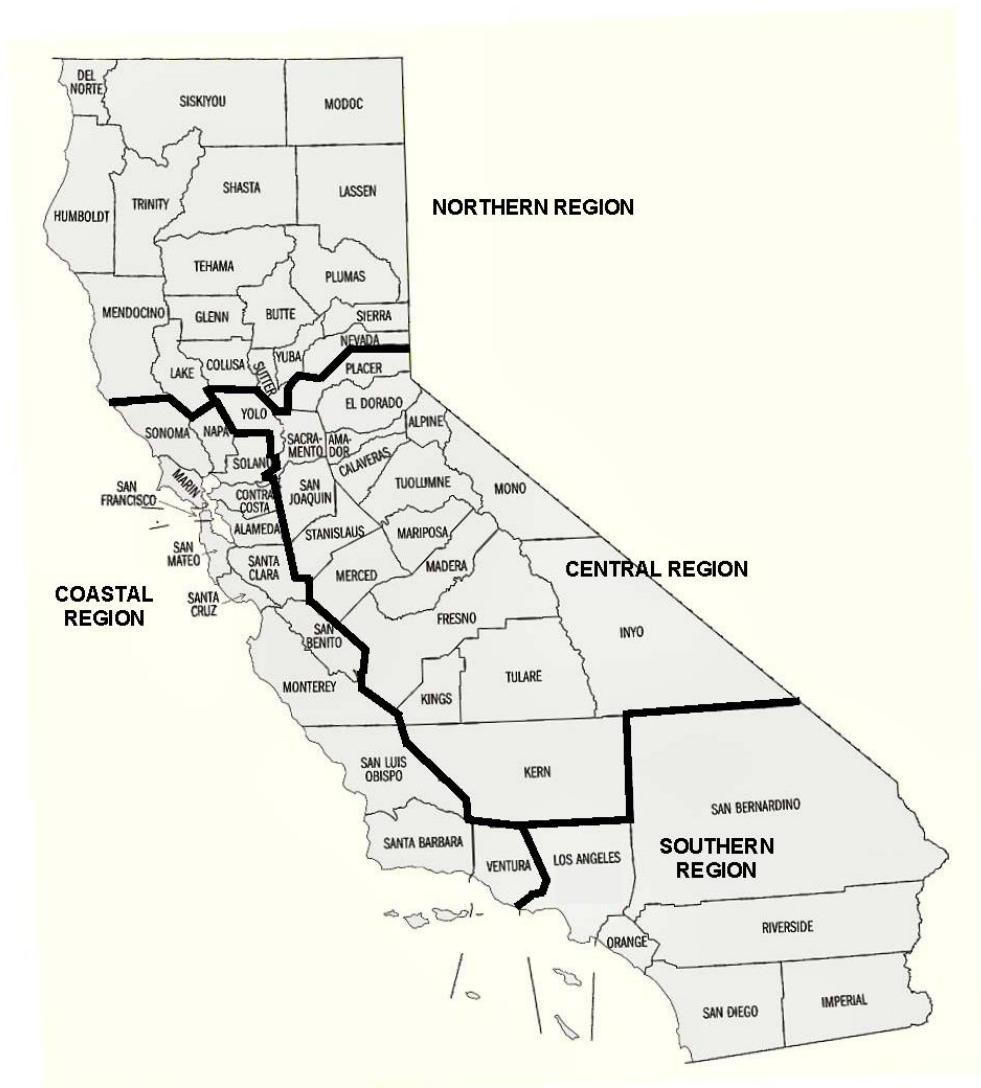 DEL
NORTE
SISKIYOU
MODOC
HUMBOLDT
TRINITY
SHASTA
LASSEN
NORTHERN REGION
TEHAMA
PLUMAS
MENDOCINO
GLENN
BUTTE
SIERRA
NEVADA
LAKE
COLUSA
SUTTER
YUBA
PLACER
EL DORADO
YOLO
SONOMA
NAPA
SACRA-
MENTO
AMA-
DOR
ALPINE
SOLANO
CALAVERAS
MARIN
SAN
FRANCISCO
CONTRA
COSTA
SAN
JOAQUIN
TUOLUMNE
MONO
ALAMEDA
STANISLAUS
MARIPOSA
SAN
MATEO
SANTA
CLARA
MERCED
MADERA
CENTRAL REGION
COASTAL
REGION
SANTA
CRUZ
FRESNO
SAN
BENITO
INYO
MONTEREY
KINGS
TULARE
SAN LUIS
OBISPO
KERN
SAN BERNARDINO
SANTA BARBARA
VENTURA
LOS ANGELES
SOUTHERN
REGION
ORANGE
RIVERSIDE
SAN DIEGO
IMPERIAL